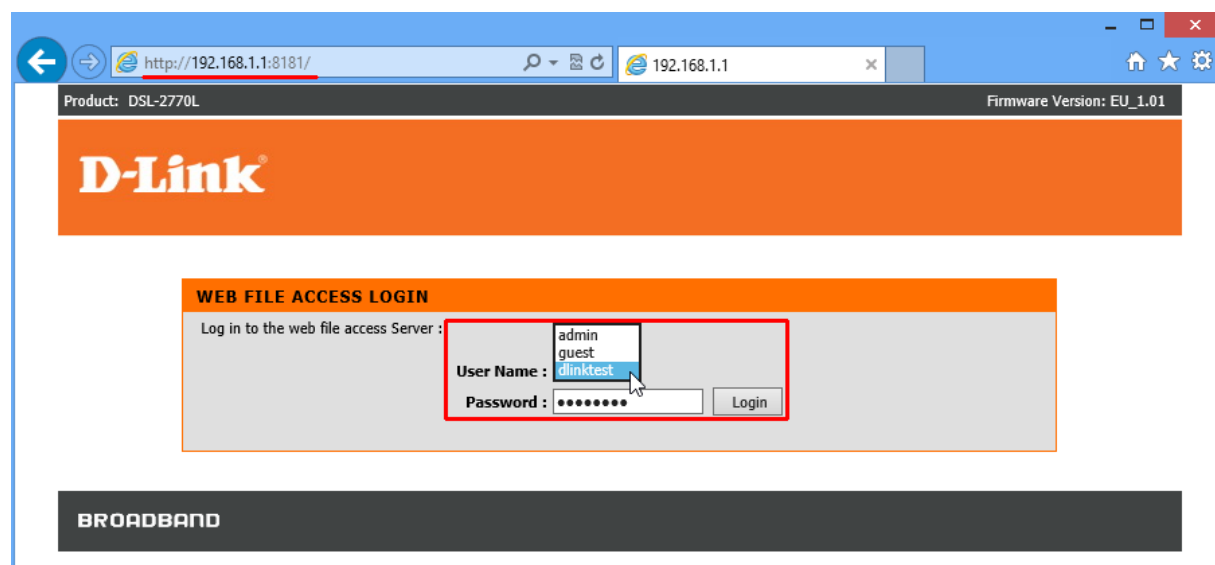 http://192.168.1.1:8181/
192.168.1.1
Product: DSL-2770L
Firmware Version: EU_1.01
D-Link®
WEB FILE ACCESS LOGIN
Log in to the web file access Server :
admin
guest
User Name : dlinktest
Password : ●●●●●●●●
Login
BROADBAND